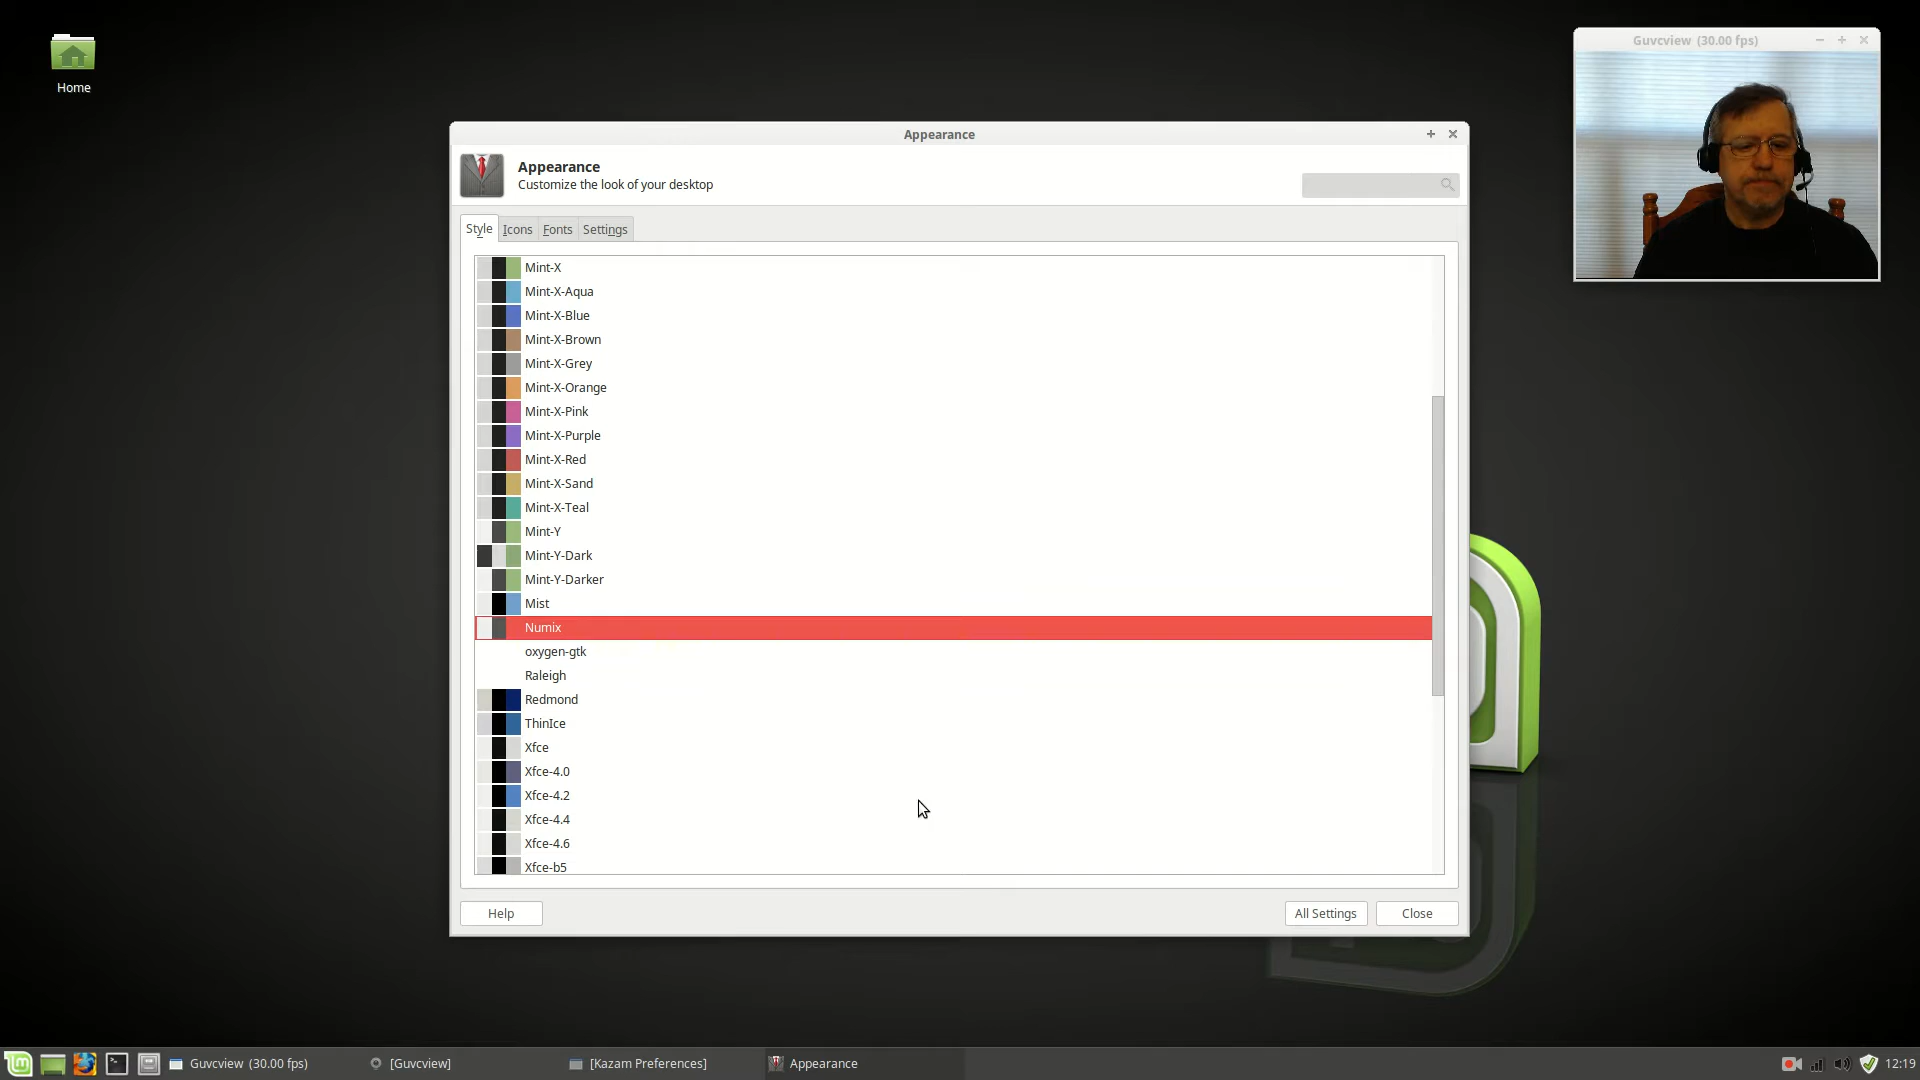 Home
Guvcview (30.00 fps)
Appearance
Appearance
Customize the look of your desktop
Style Icons Fonts Settings
Mint-X
Mint-X-Aqua
Mint-X-Blue
Mint-X-Brown
Mint-X-Grey
Mint-X-Orange
Mint-X-Pink
Mint-X-Purple
Mint-X-Red
Mint-X-Sand
Mint-X-Teal
Mint-Y
Mint-Y-Dark
Mint-Y-Darker
Mist
Numix
oxygen-gtk
Raleigh
Redmond
ThinIce
Xfce
Xfce-4.0
Xfce-4.2
Xfce-4.4
Xfce-4.6
Xfce-b5
Help All Settings Close
Guvcview (30.00 fps) [Guvcview] [Kazam Preferences] Appearance 12:19